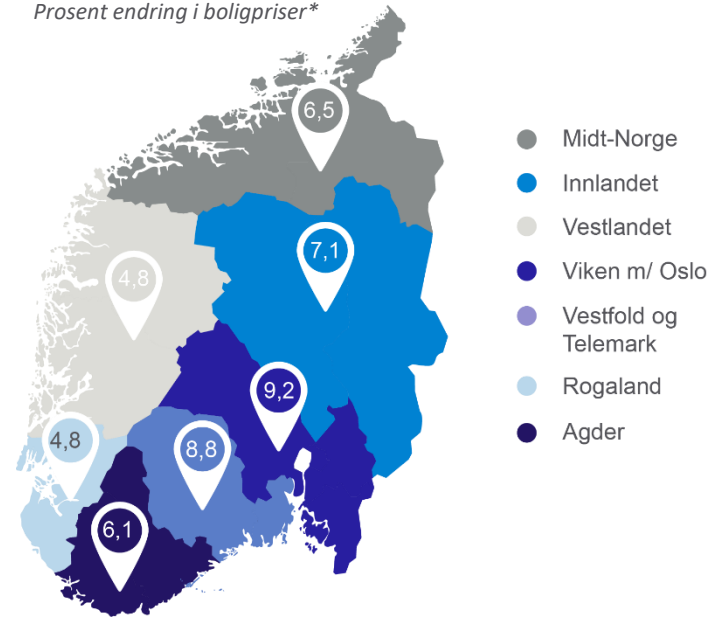 Prosent endring i boligpriser*
6,5
Midt-Norge
Innlandet
7,1
Vestlandet
4,8
Viken m/ Oslo
Vestfold og
Telemark
9,2
Rogaland
4,8
8,8
Agder
6,1